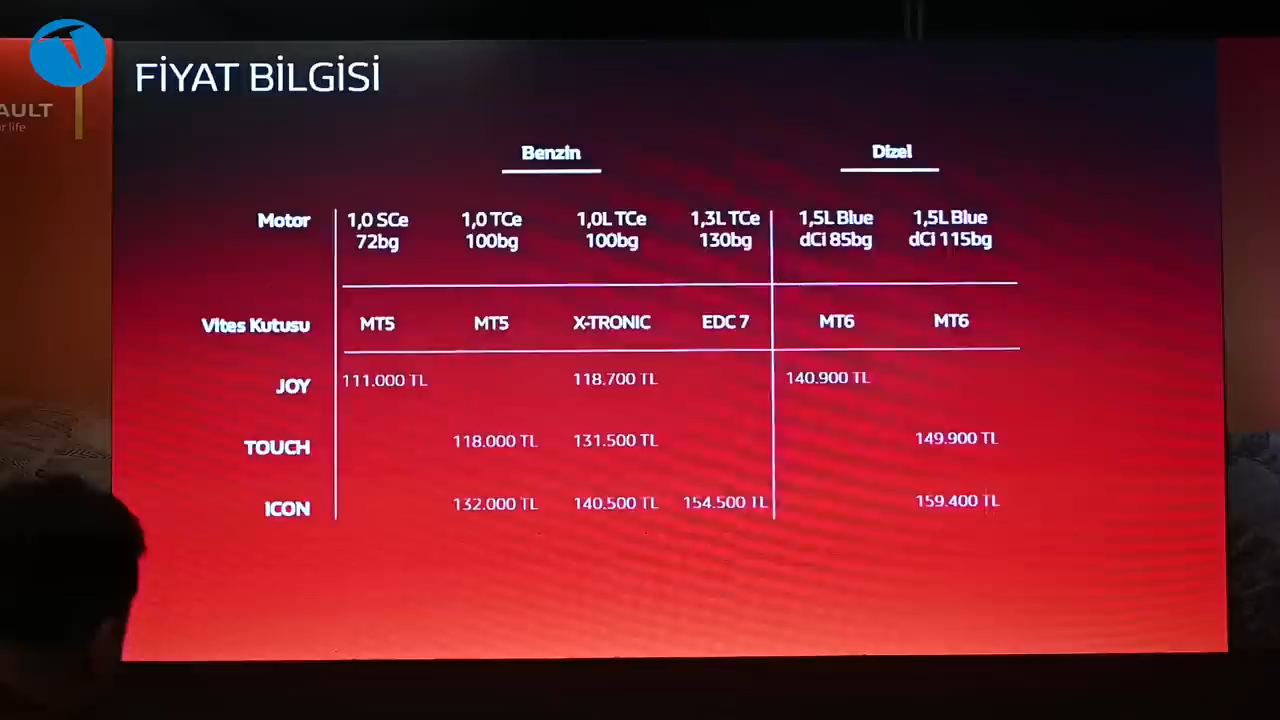 AULT
r life
FİYAT BİLGİSİ
Benzin
Dizel
Motor
1,0 SCe
72bg
1,0 TCe
100bg
1,0L TCe
100bg
1,3L TCe
130bg
1,5L Blue
dCi 85bg
1,5L Blue
dCi 115bg
Vites Kutusu MT5 MT5 X-TRONIC EDC 7 MT6 MT6
JOY 111.000 TL 118.700 TL 140.900 TL
TOUCH 118.000 TL 131.500 TL 149.900 TL
ICON 132.000 TL 140.500 TL 154.500 TL 159.400 TL